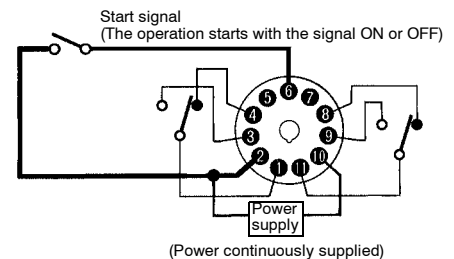 Start signal
(The operation starts with the signal ON or OFF)
6
5 7
4 8
3 9
2 10
1 11
Power
supply
(Power continuously supplied)